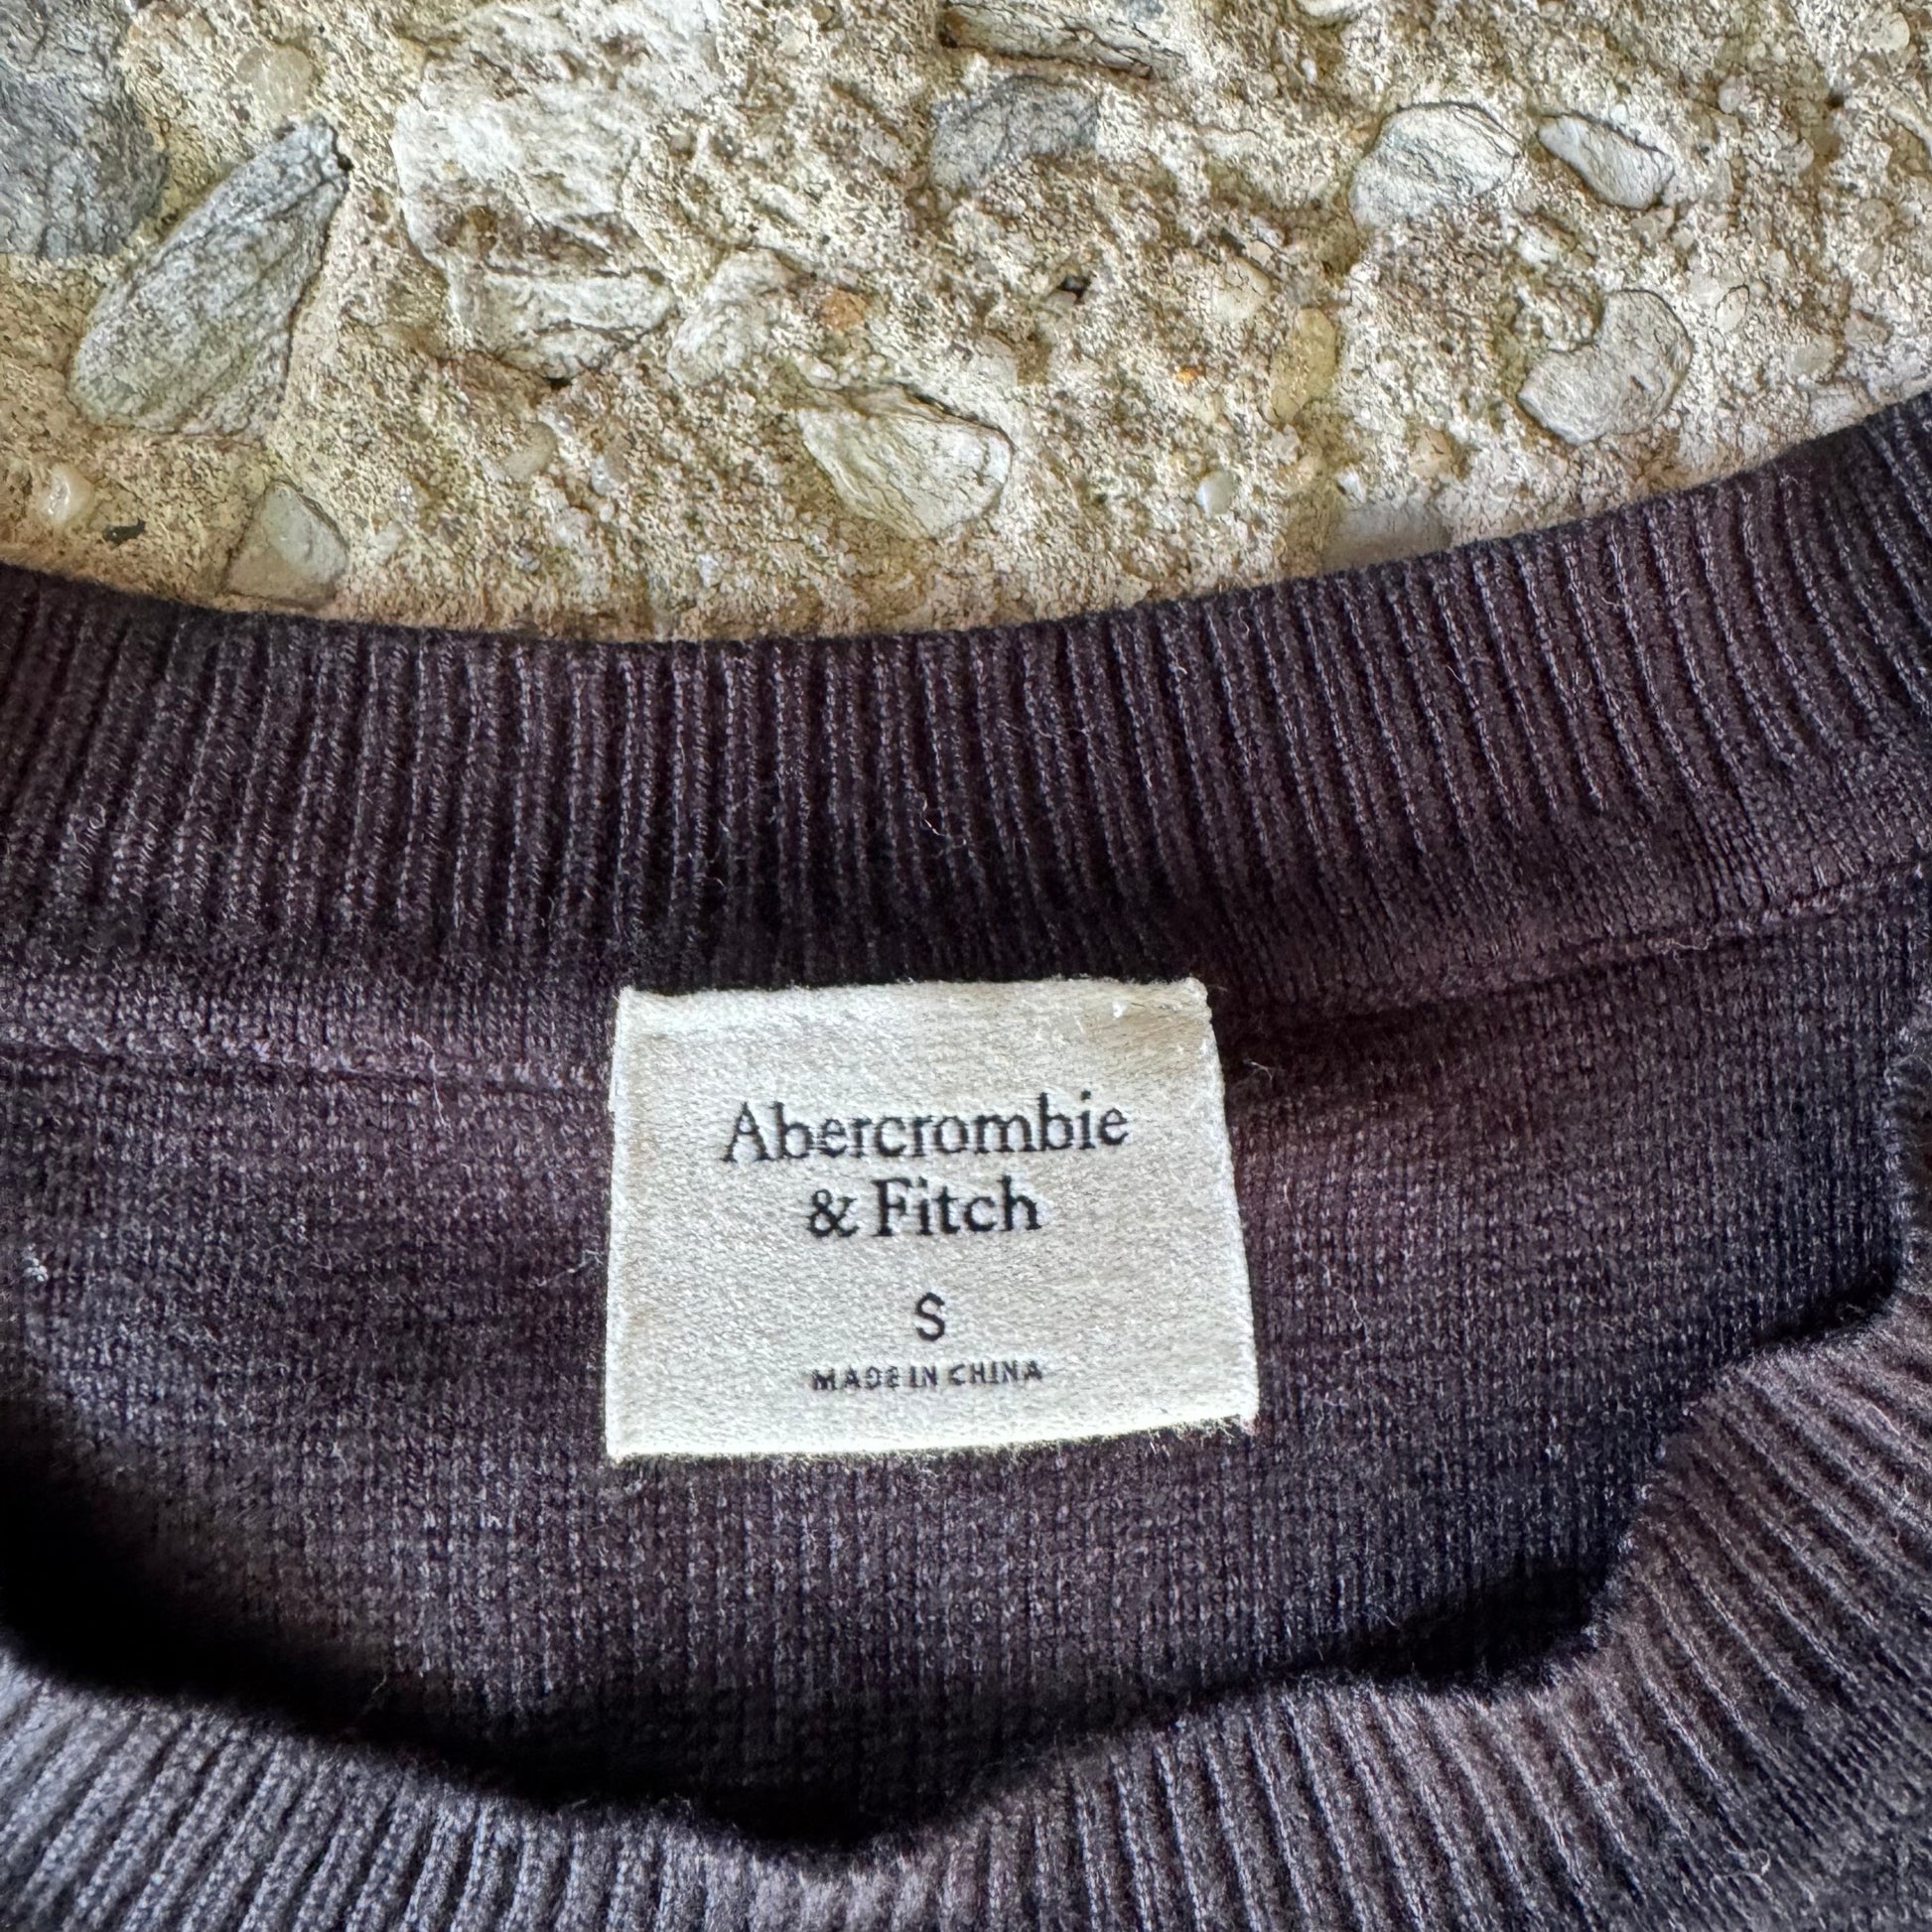 Abercrombie
& Fitch
S
MADE IN CHINA